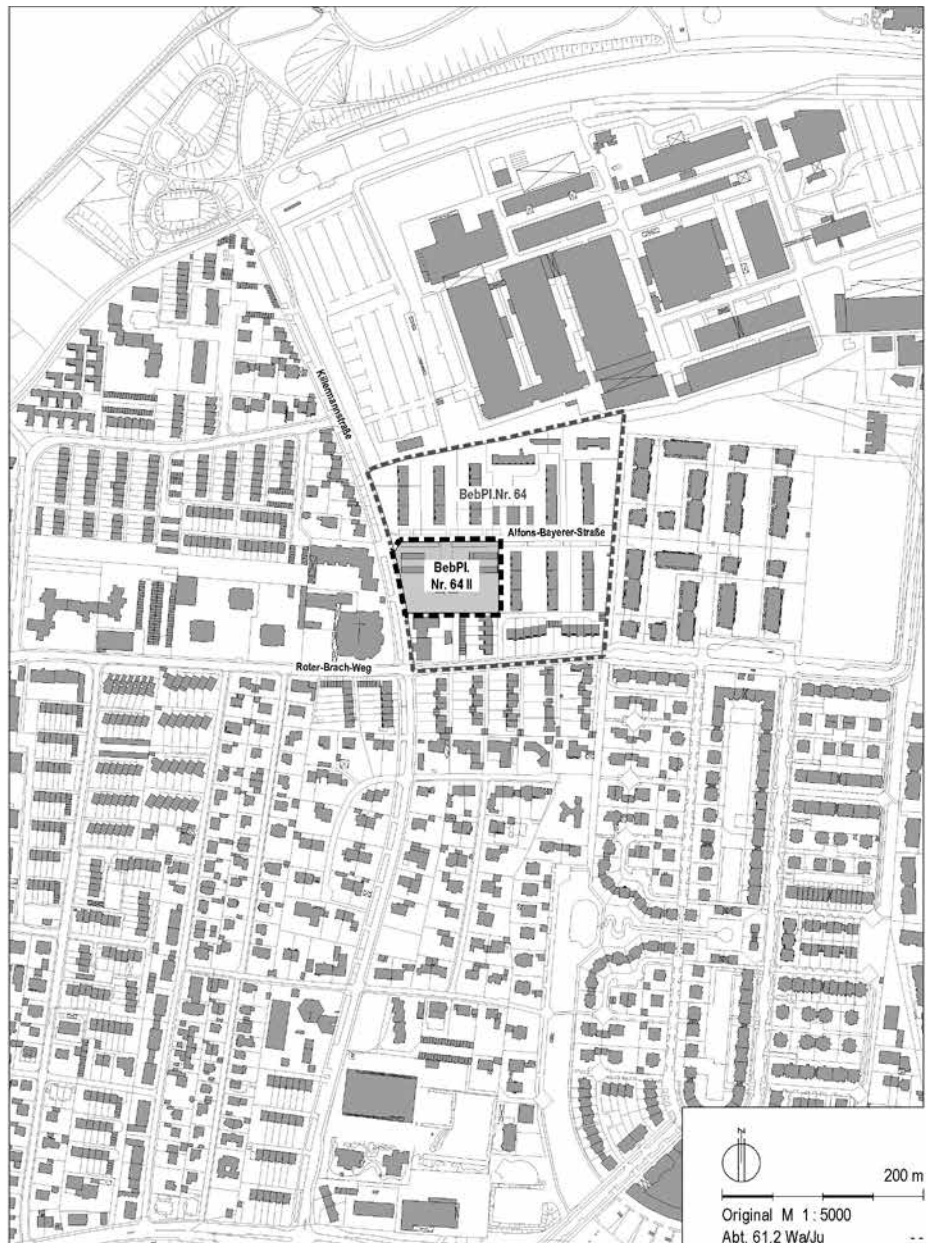 Killermannstraße
BebPl.Nr. 64
Alfons-Bayerer-Straße
BebPl.
Nr. 64 II
Roter-Brach-Weg
N
200 m
Original M 1:5000
Abt. 61.2 Wa/Ju